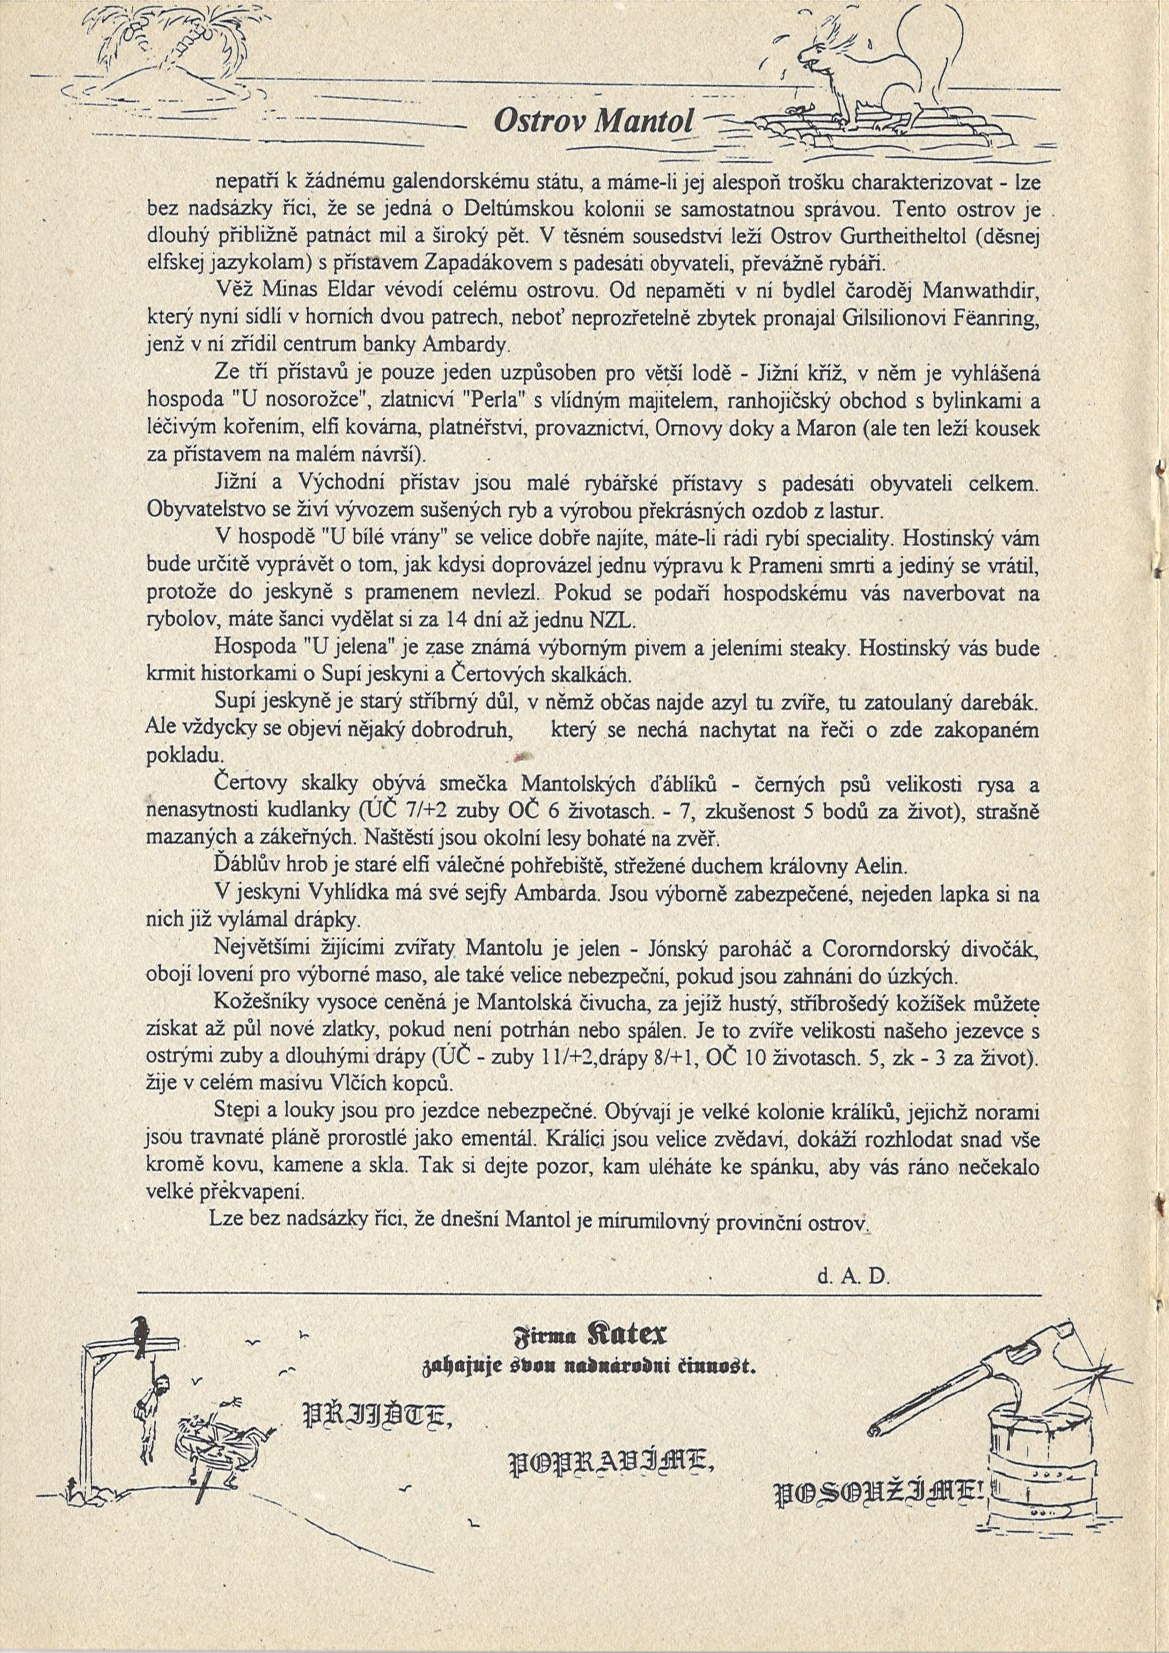 Ostrov Mantol
nepatří k žádnému galendorskému státu, a máme-li jej alespoň trošku charakterizovat - lze
bez nadsázky říci, že se jedná o Deltúmskou kolonii se samostatnou správou. Tento ostrov je
dlouhý přibližně patnáct mil a široký pět. V těsném sousedství leží Ostrov Gurtheitheltol (děsnej
elfskej jazykolam) s přístavem Zapadákovem s padesáti obyvateli, převážně rybáři.
Věž Minas Eldar vévodí celému ostrovu. Od nepaměti v ní bydlel čaroděj Manwathdir,
který nyní sídlí v horních dvou patrech, neboť neprozřetelně zbytek pronajal Gilsilionovi Fëanring,
jenž v ní zřídil centrum banky Ambardy.
Ze tří přístavů je pouze jeden uzpůsoben pro větší lodě - Jižní kříž, v něm je vyhlášená
hospoda "U nosorožce", zlatnicví "Perla" s vlídným majitelem, ranhojičský obchod s bylinkami a
léčivým kořením, elfí kovárna, platnéřství, provaznictví, Ornovy doky a Maron (ale ten leží kousek
za přístavem na malém návrší).
Jižní a Východní přístav jsou malé rybářské přístavy s padesáti obyvateli celkem.
Obyvatelstvo se živí vývozem sušených ryb a výrobou překrásných ozdob z lastur.
V hospodě "U bílé vrány" se velice dobře najíte, máte-li rádi rybí speciality. Hostinský vám
bude určitě vyprávět o tom, jak kdysi doprovázel jednu výpravu k Prameni smrti a jediný se vrátil,
protože do jeskyně s pramenem nevlezl. Pokud se podaří hospodskému vás naverbovat na
rybolov, máte šanci vydělat si za 14 dní až jednu NZL.
Hospoda "U jelena" je zase známá výborným pivem a jeleními steaky. Hostinský vás bude
krmit historkami o Supí jeskyni a Čertových skalkách.
Supí jeskyně je starý stříbrný důl, v němž občas najde azyl tu zvíře, tu zatoulaný darebák.
Ale vždycky se objeví nějaký dobrodruh, který se nechá nachytat na řeči o zde zakopaném
pokladu.
Čertovy skalky obývá smečka Mantolských ďáblíků - černých psů velikosti rysa a
nenasytnosti kudlanky (ÚČ 7/+2 zuby OČ 6 životasch. - 7, zkušenost 5 bodů za život), strašně
mazaných a zákeřných. Naštěstí jsou okolní lesy bohaté na zvěř.
Ďáblův hrob je staré elfí válečné pohřebiště, střežené duchem královny Aelin.
V jeskyni Vyhlídka má své sejfy Ambarda. Jsou výborně zabezpečené, nejeden lapka si na
nich již vylámal drápky.
Největšími žijícími zvířaty Mantolu je jelen - Jónský paroháč a Cororndorský divočák,
obojí lovení pro výborné maso, ale také velice nebezpeční, pokud jsou zahnáni do úzkých.
Kožešníky vysoce ceněná je Mantolská čivucha, za jejíž hustý, stříbrošedý kožíšek můžete
získat až půl nové zlatky, pokud není potrhán nebo spálen. Je to zvíře velikosti našeho jezevce s
ostrými zuby a dlouhými drápy (ÚČ - zuby 11/+2,drápy 8/+1, OČ 10 životasch. 5, zk - 3 za život).
žije v celém masívu Vlčích kopců.
Stepi a louky jsou pro jezdce nebezpečné. Obývají je velké kolonie králíků, jejichž norami
jsou travnaté pláně prorostlé jako ementál. Králíci jsou velice zvědaví, dokáží rozhlodat snad vše
kromě kovu, kamene a skla. Tak si dejte pozor, kam uléháte ke spánku, aby vás ráno nečekalo
velké překvapení.
Lze bez nadsázky říci, že dnešní Mantol je mírumilovný provinční ostrov.
d. A. D.
Firma Katex
zahajuje svou nadnárodní činnost.
PŘIJĎTE,
POPRAVÍME,
POSOUŽÍME!